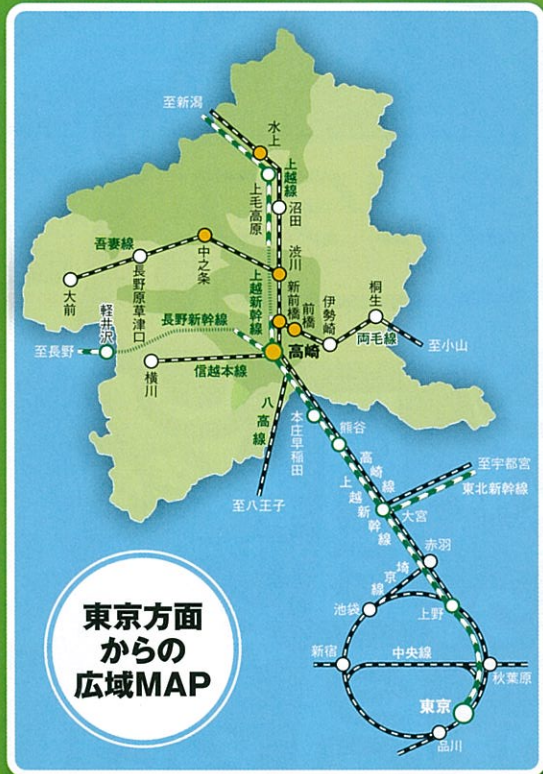 至新潟
水上
上越線
上毛高原
沼田
吾妻線
中之条
渋川
長野原草津口
大前
上越新幹線
新前橋
前橋
伊勢崎
桐生
軽井沢
長野新幹線
至長野
高崎
両毛線
至小山
横川
信越本線
八高線
本庄早稲田
熊谷
高崎線
上越新幹線
至八王子
至宇都宮
東北新幹線
大宮
赤羽
埼京線
池袋
上野
新宿
中央線
秋葉原
東京
品川
東京方面
からの
広域MAP